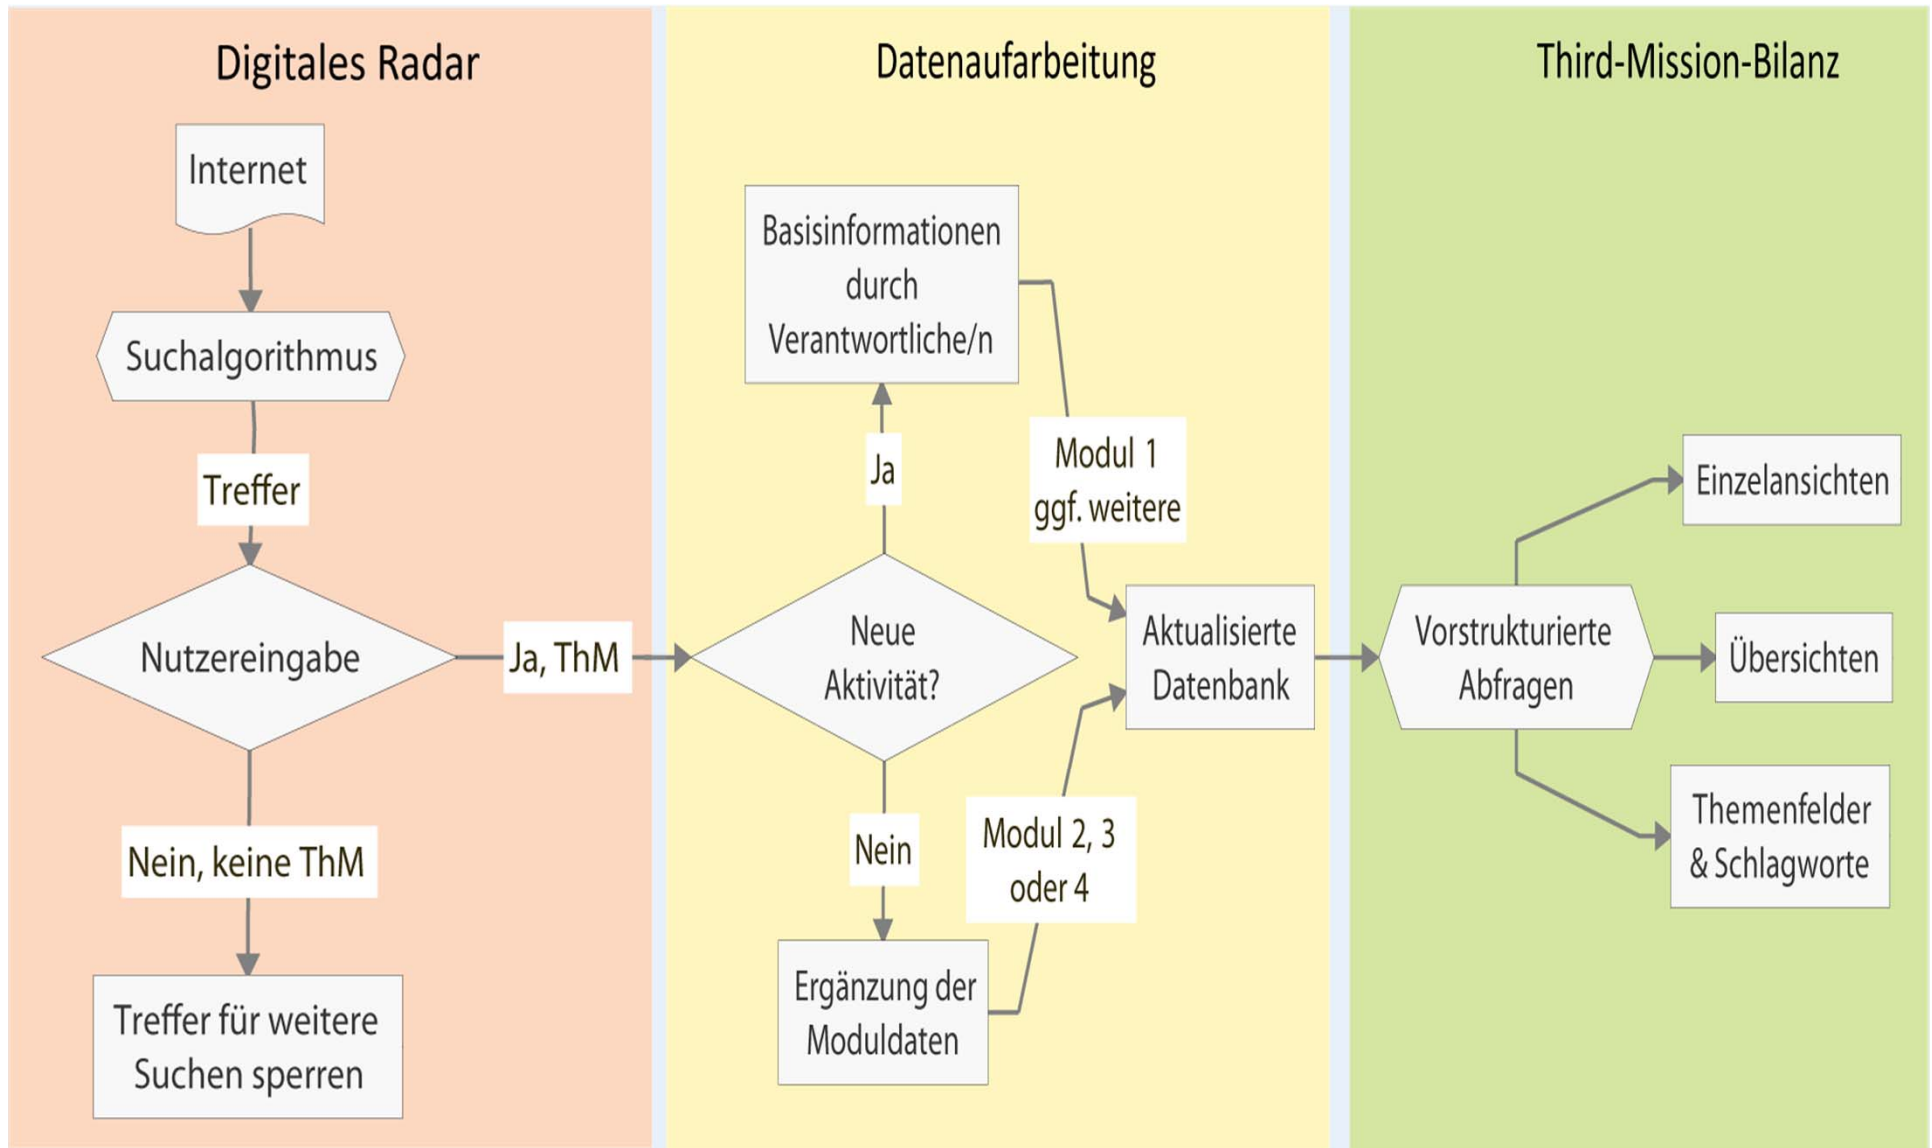 Digitales Radar
Internet
Suchalgorithmus
Treffer
Nutzereingabe
Ja, ThM
Nein, keine ThM
Treffer für weitere
Suchen sperren
Datenaufarbeitung
Basisinformationen
durch
Verantwortliche/n
Ja
Modul 1
ggf. weitere
Neue
Aktivität?
Nein
Modul 2, 3
oder 4
Ergänzung der
Moduldaten
Aktualisierte
Datenbank
Third-Mission-Bilanz
Vorstrukturierte
Abfragen
Einzelansichten
Übersichten
Themenfelder
& Schlagworte